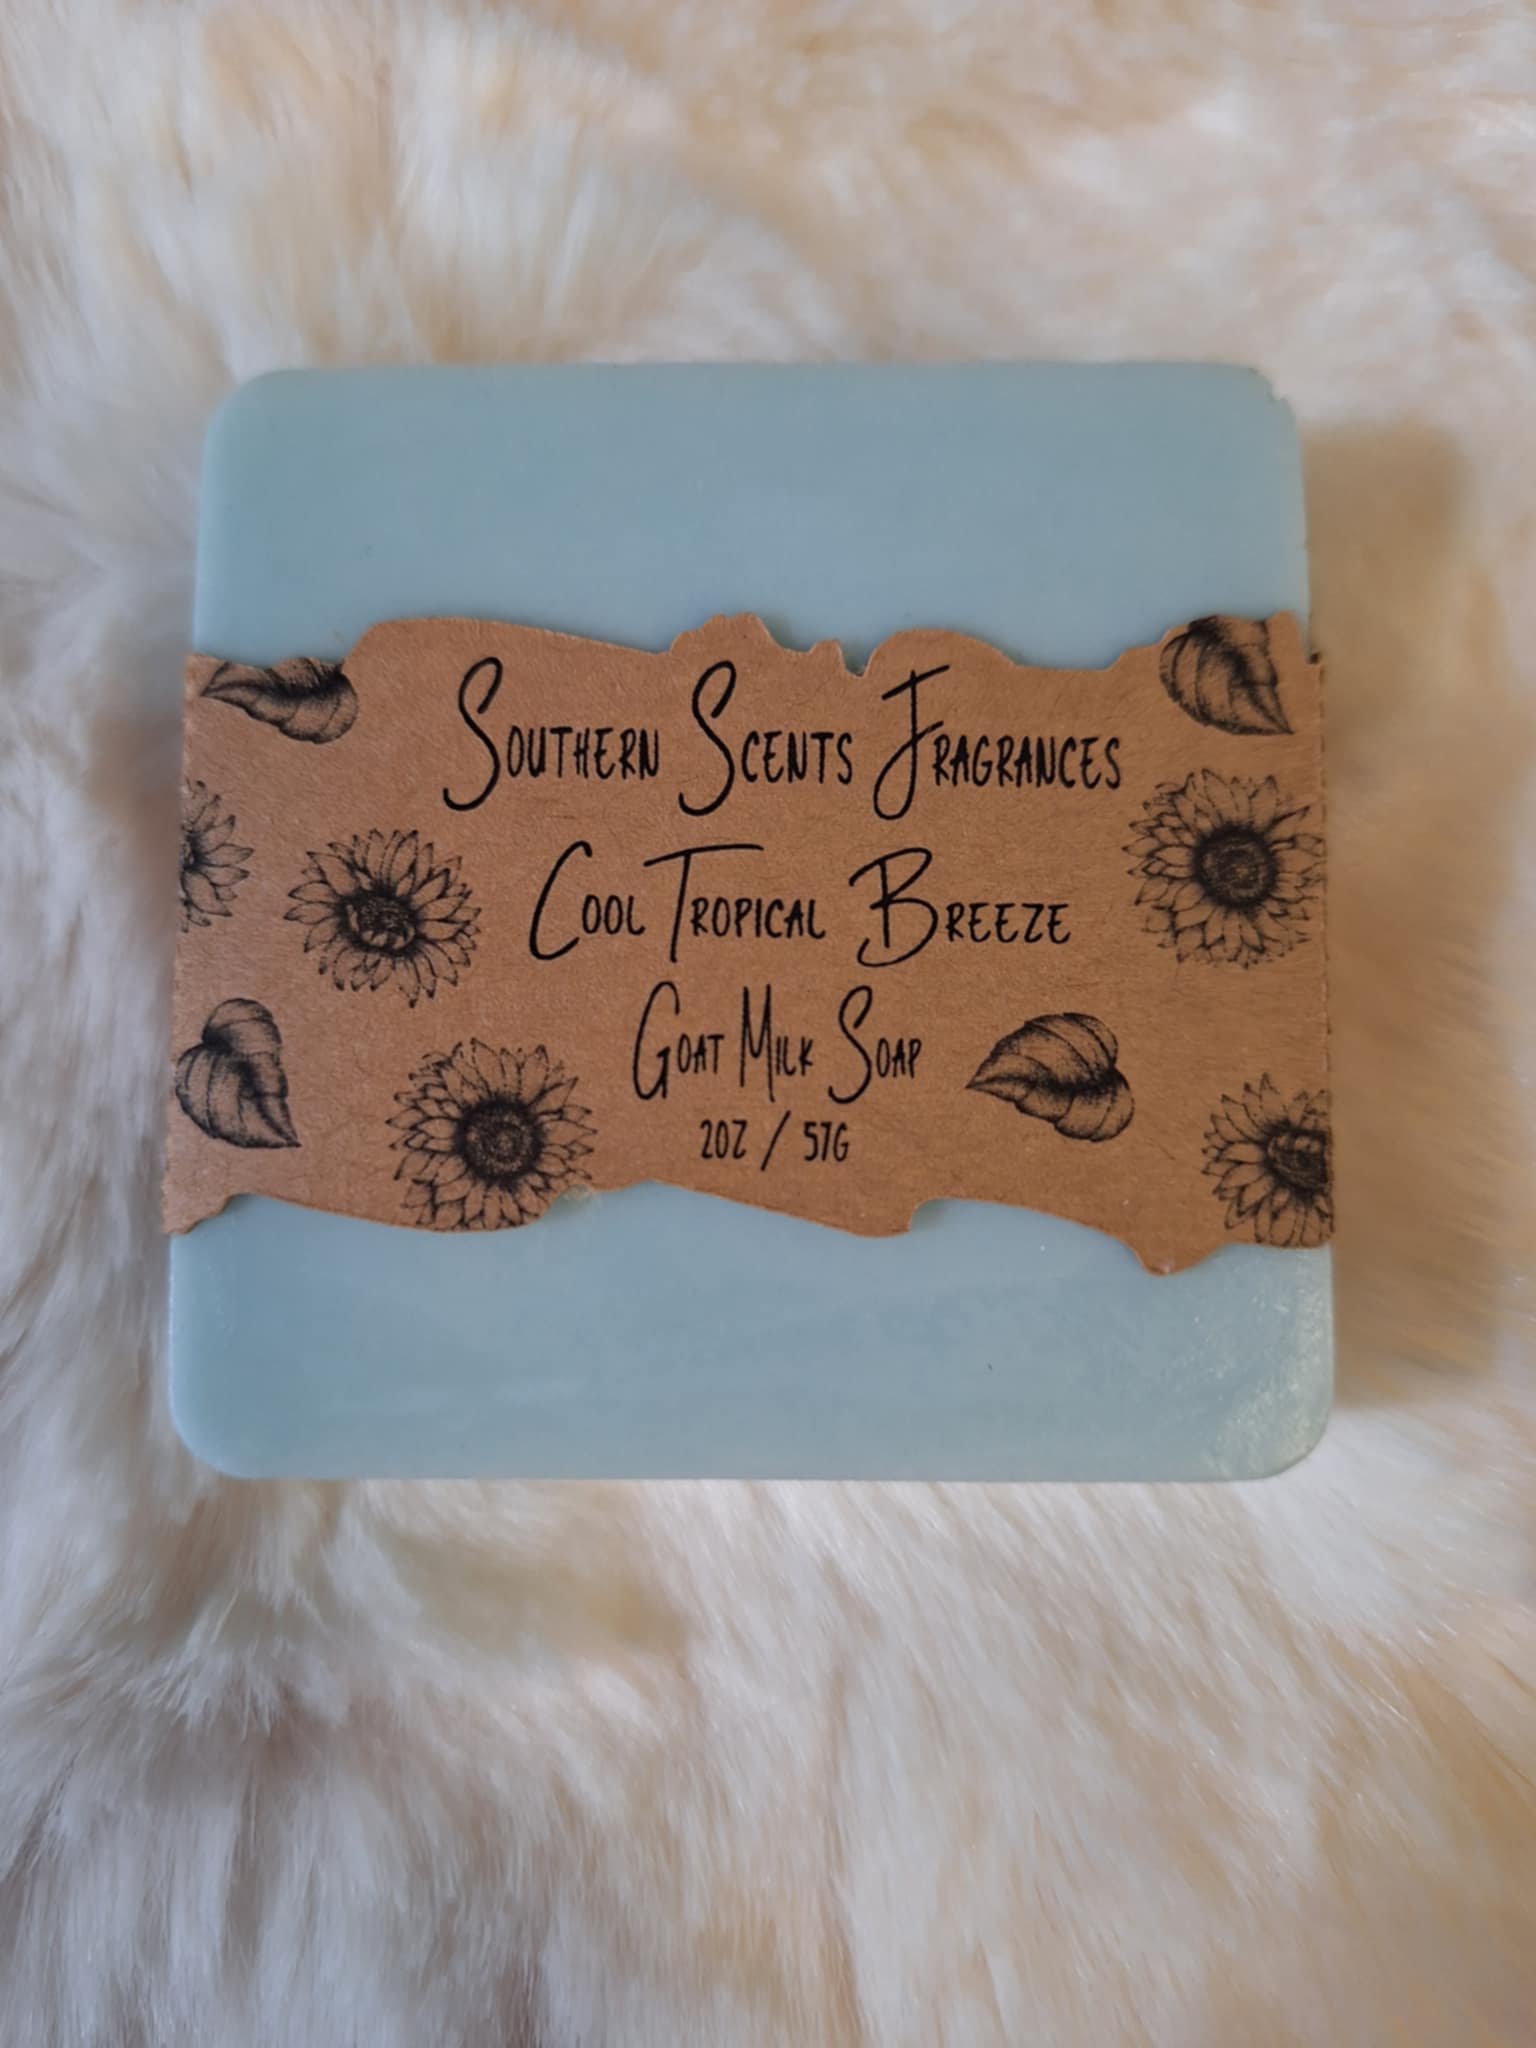 Southern Scents Fragrances
Cool Tropical Breeze
Goat Milk Soap
2oz / 57g